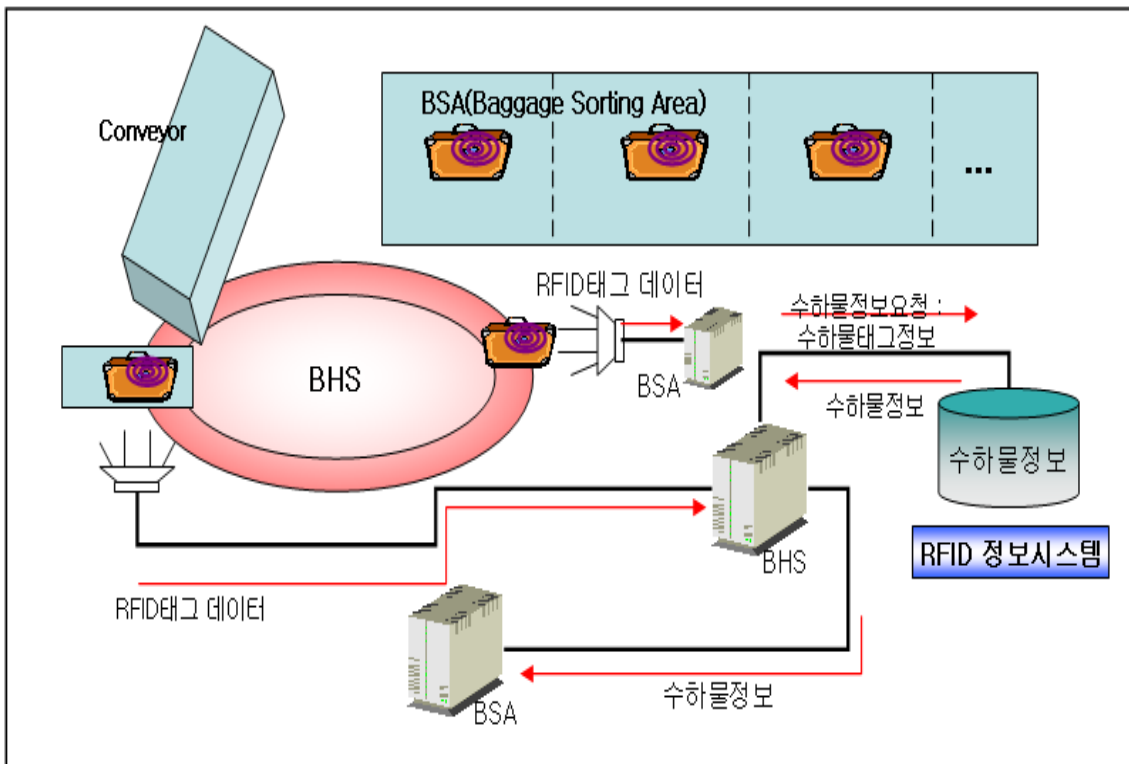 BSA(Baggage Sorting Area)
Conveyor
...
RFID태그 데이터
수하물정보요청 :
수하물태그정보
BSA
수하물정보
BHS
수하물정보
RFID 정보시스템
BHS
RFID태그 데이터
BSA
수하물정보